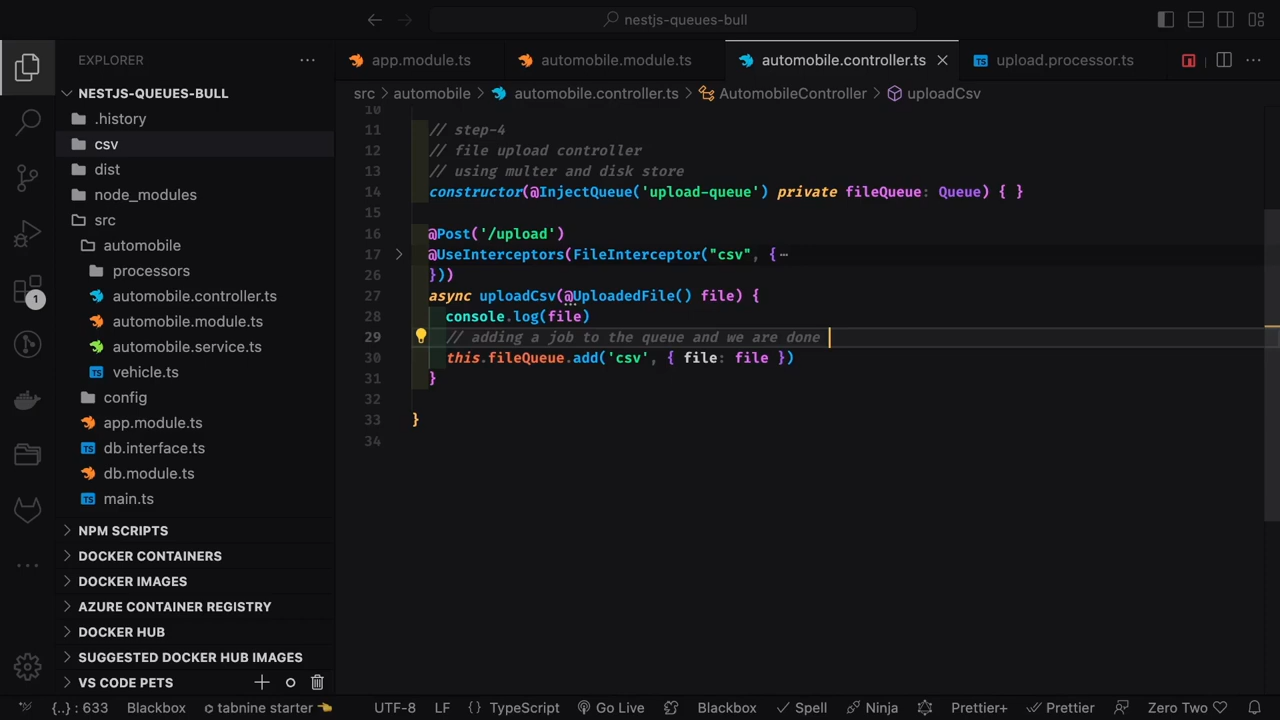 nestjs-queues-bull
EXPLORER
app.module.ts
automobile.module.ts
automobile.controller.ts
TS upload.processor.ts
src > automobile > automobile.controller.ts > AutomobileController > uploadCsv
NESTJS-QUEUES-BULL
.history
csv
dist
node_modules
src
automobile
processors
automobile.controller.ts
automobile.module.ts
automobile.service.ts
TS vehicle.ts
config
app.module.ts
TS db.interface.ts
db.module.ts
TS main.ts
NPM SCRIPTS
DOCKER CONTAINERS
DOCKER IMAGES
AZURE CONTAINER REGISTRY
DOCKER HUB
SUGGESTED DOCKER HUB IMAGES
VS CODE PETS
1
10
11 // step-4
12 // file upload controller
13 // using multer and disk store
14 constructor(@InjectQueue('upload-queue') private fileQueue: Queue) { }
15
16 @Post('/upload')
17 @UseInterceptors(FileInterceptor("csv", {⋯
26 }))
27 async uploadCsv(@UploadedFile() file) {
28 console.log(file)
29 // adding a job to the queue and we are done
30 this.fileQueue.add('csv', { file: file })
31 }
32
33 }
34
{..} : 633 Blackbox tabnine starter UTF-8 LF {} TypeScript Go Live Blackbox Spell Ninja Prettier+ Prettier Zero Two